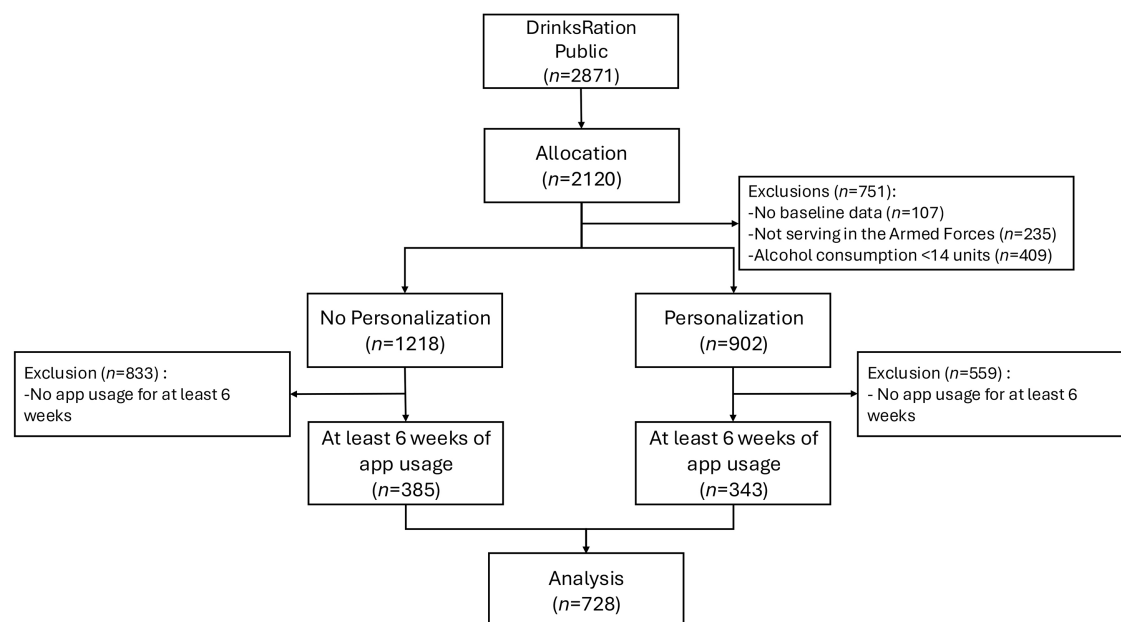 DrinksRation
Public
(n=2871)
Allocation
(n=2120)
Exclusions (n=751):
-No baseline data (n=107)
-Not serving in the Armed Forces (n=235)
-Alcohol consumption <14 units (n=409)
No Personalization
(n=1218)
Personalization
(n=902)
Exclusion (n=833) :
-No app usage for at least 6
weeks
Exclusion (n=559) :
- No app usage for at least 6
weeks
At least 6 weeks of
app usage
(n=385)
At least 6 weeks of
app usage
(n=343)
Analysis
(n=728)